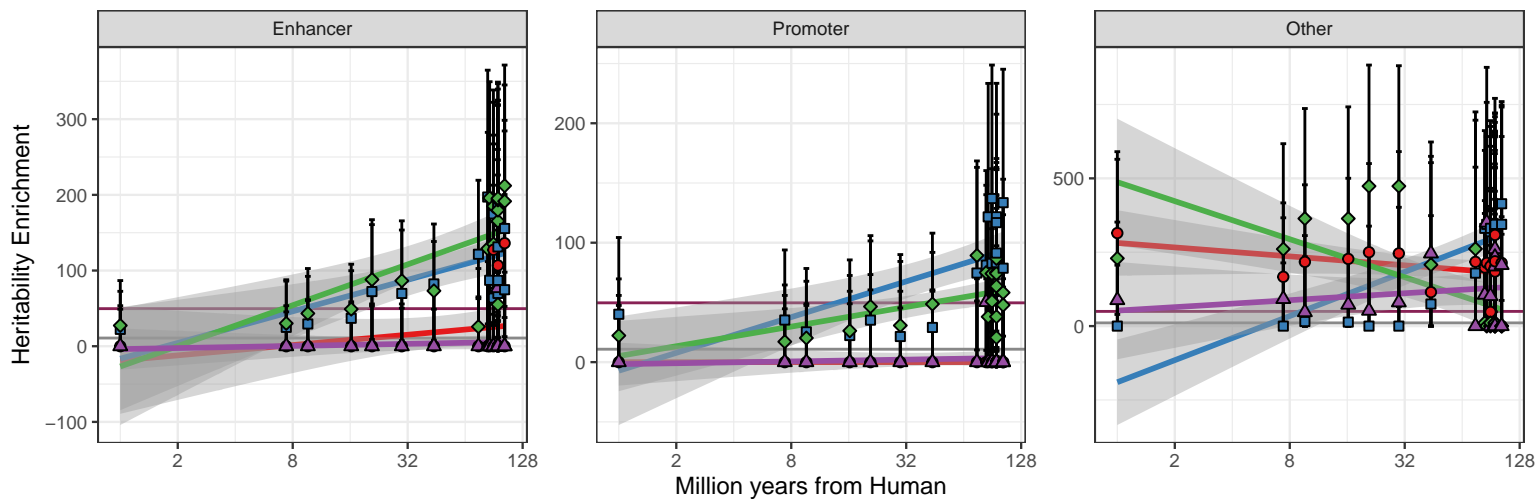 Enhancer Promoter Other
Heritability Enrichment
300
200
100
0
−100
200
100
0
500
0
2 8 32 128 2 8 32 128 2 8 32 128
Million years from Human